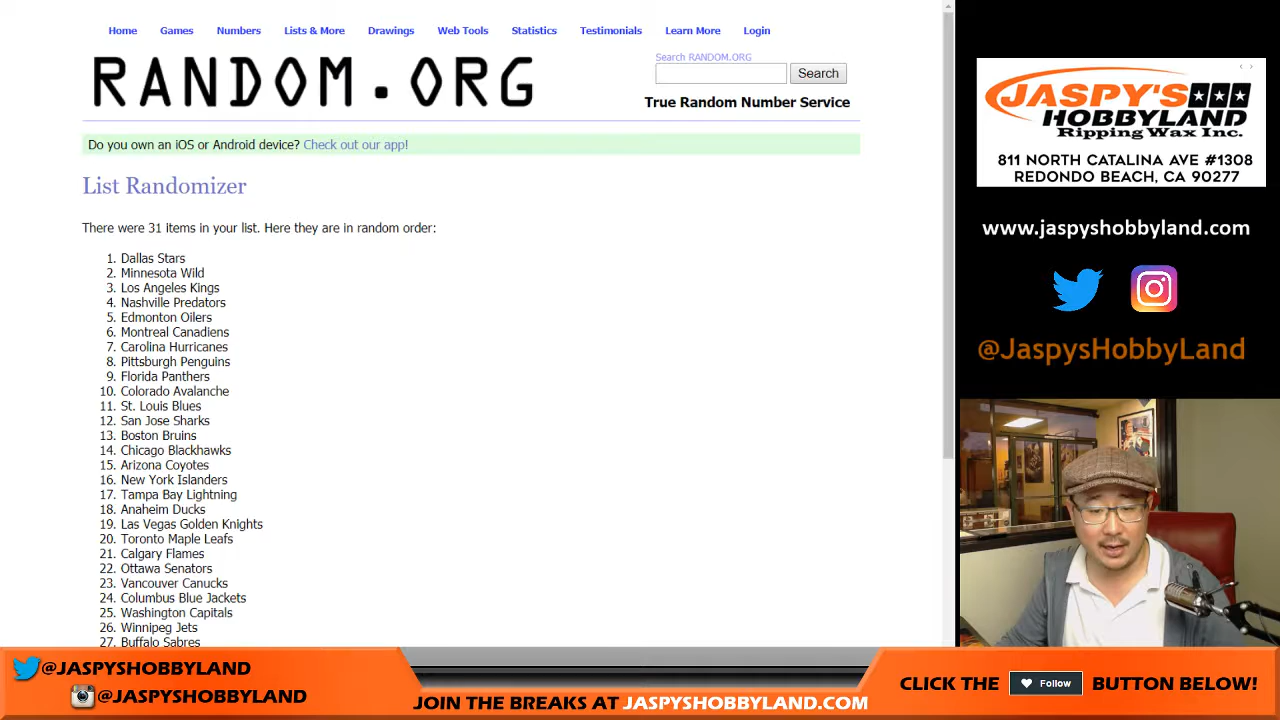 Home Games Numbers Lists & More Drawings Web Tools Statistics Testimonials Learn More Login
RANDOM.ORG
Search RANDOM.ORG
Search
True Random Number Service
Do you own an iOS or Android device? Check out our app!
List Randomizer
There were 31 items in your list. Here they are in random order:
1. Dallas Stars
2. Minnesota Wild
3. Los Angeles Kings
4. Nashville Predators
5. Edmonton Oilers
6. Montreal Canadiens
7. Carolina Hurricanes
8. Pittsburgh Penguins
9. Florida Panthers
10. Colorado Avalanche
11. St. Louis Blues
12. San Jose Sharks
13. Boston Bruins
14. Chicago Blackhawks
15. Arizona Coyotes
16. New York Islanders
17. Tampa Bay Lightning
18. Anaheim Ducks
19. Las Vegas Golden Knights
20. Toronto Maple Leafs
21. Calgary Flames
22. Ottawa Senators
23. Vancouver Canucks
24. Columbus Blue Jackets
25. Washington Capitals
26. Winnipeg Jets
27. Buffalo Sabres
JASPY'S
HOBBYLAND
Ripping Wax Inc.
811 NORTH CATALINA AVE #1308
REDONDO BEACH, CA 90277
www.jaspyshobbyland.com
@JaspysHobbyLand
@JASPYSHOBBYLAND
@JASPYSHOBBYLAND
JOIN THE BREAKS AT JASPYSHOBBYLAND.COM
CLICK THE Follow BUTTON BELOW!